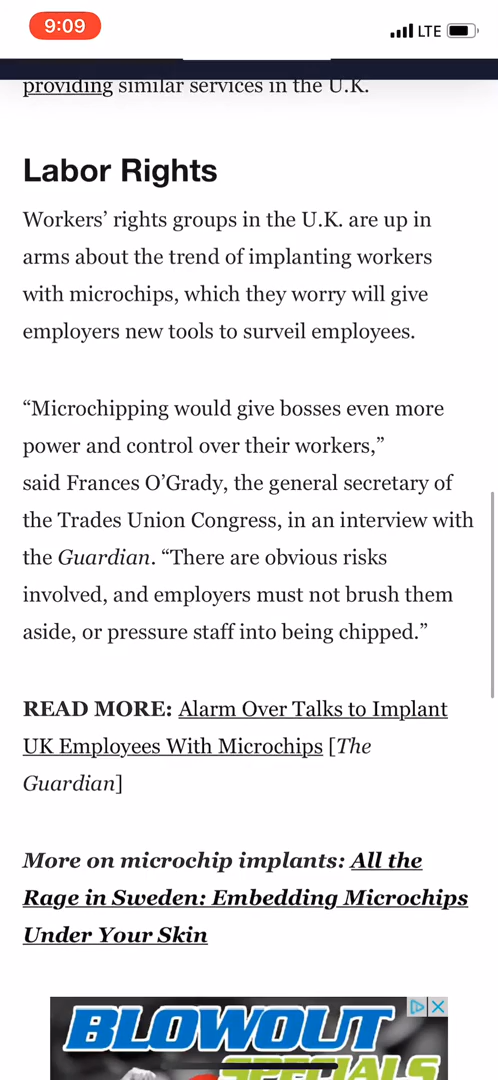 9:09
LTE
providing similar services in the U.K.
Labor Rights
Workers’ rights groups in the U.K. are up in
arms about the trend of implanting workers
with microchips, which they worry will give
employers new tools to surveil employees.
“Microchipping would give bosses even more
power and control over their workers,”
said Frances O’Grady, the general secretary of
the Trades Union Congress, in an interview with
the Guardian. “There are obvious risks
involved, and employers must not brush them
aside, or pressure staff into being chipped.”
READ MORE: Alarm Over Talks to Implant
UK Employees With Microchips [The
Guardian]
More on microchip implants: All the
Rage in Sweden: Embedding Microchips
Under Your Skin
BLOWOUT
SPECIALS